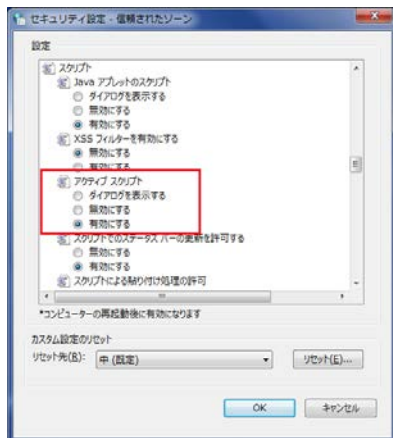 セキュリティ設定 - 信頼されたゾーン
設定
スクリプト
Java アプレットのスクリプト
ダイアログを表示する
無効にする
有効にする
XSS フィルターを有効にする
無効にする
有効にする
アクティブ スクリプト
ダイアログを表示する
無効にする
有効にする
スクリプトでのステータス バーの更新を許可する
無効にする
有効にする
スクリプトによる貼り付け処理の許可
*コンピューターの再起動後に有効になります
カスタム設定のリセット
リセット先(R): 中 (既定) リセット(E)...
OK キャンセル